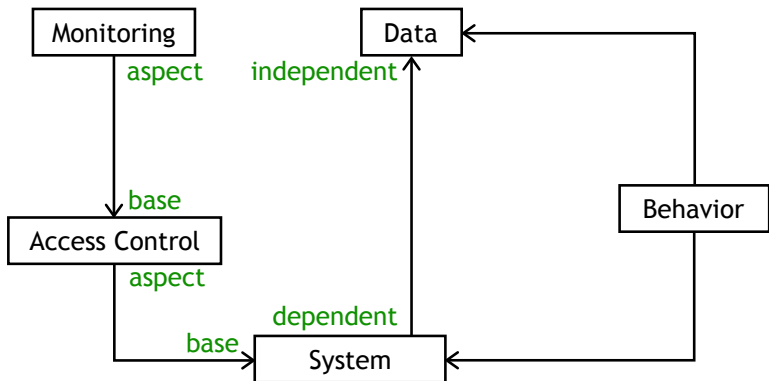 Monitoring
Data
aspect
independent
base
Behavior
Access Control
aspect
dependent
base
System